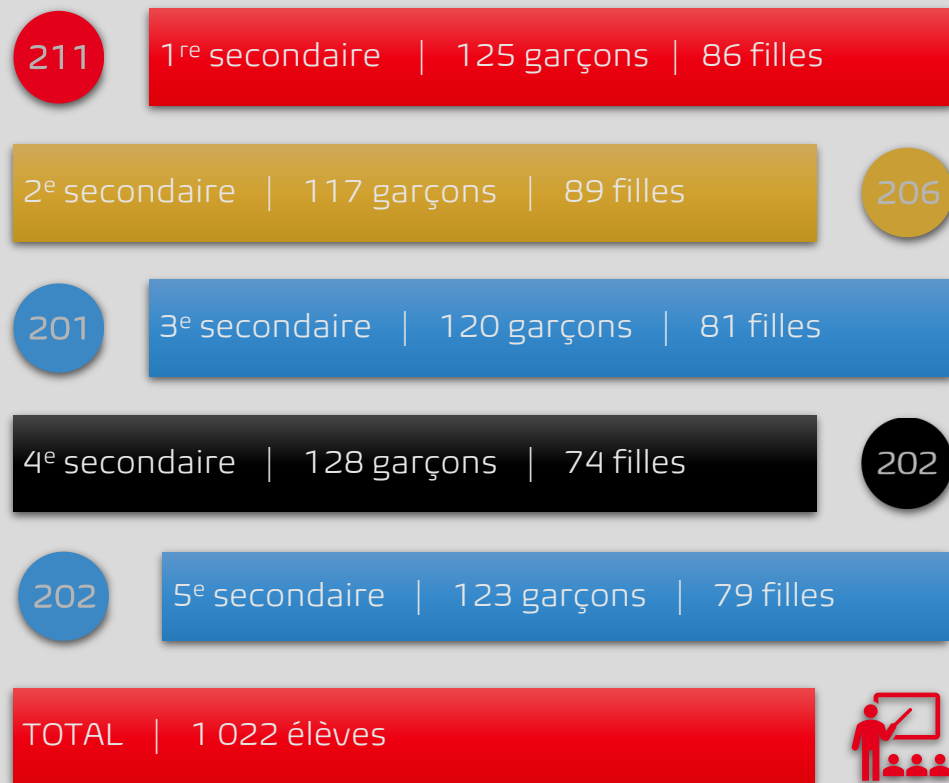 211 1re secondaire | 125 garçons | 86 filles
2e secondaire | 117 garçons | 89 filles 206
201 3e secondaire | 120 garçons | 81 filles
4e secondaire | 128 garçons | 74 filles 202
202 5e secondaire | 123 garçons | 79 filles
TOTAL | 1 022 élèves